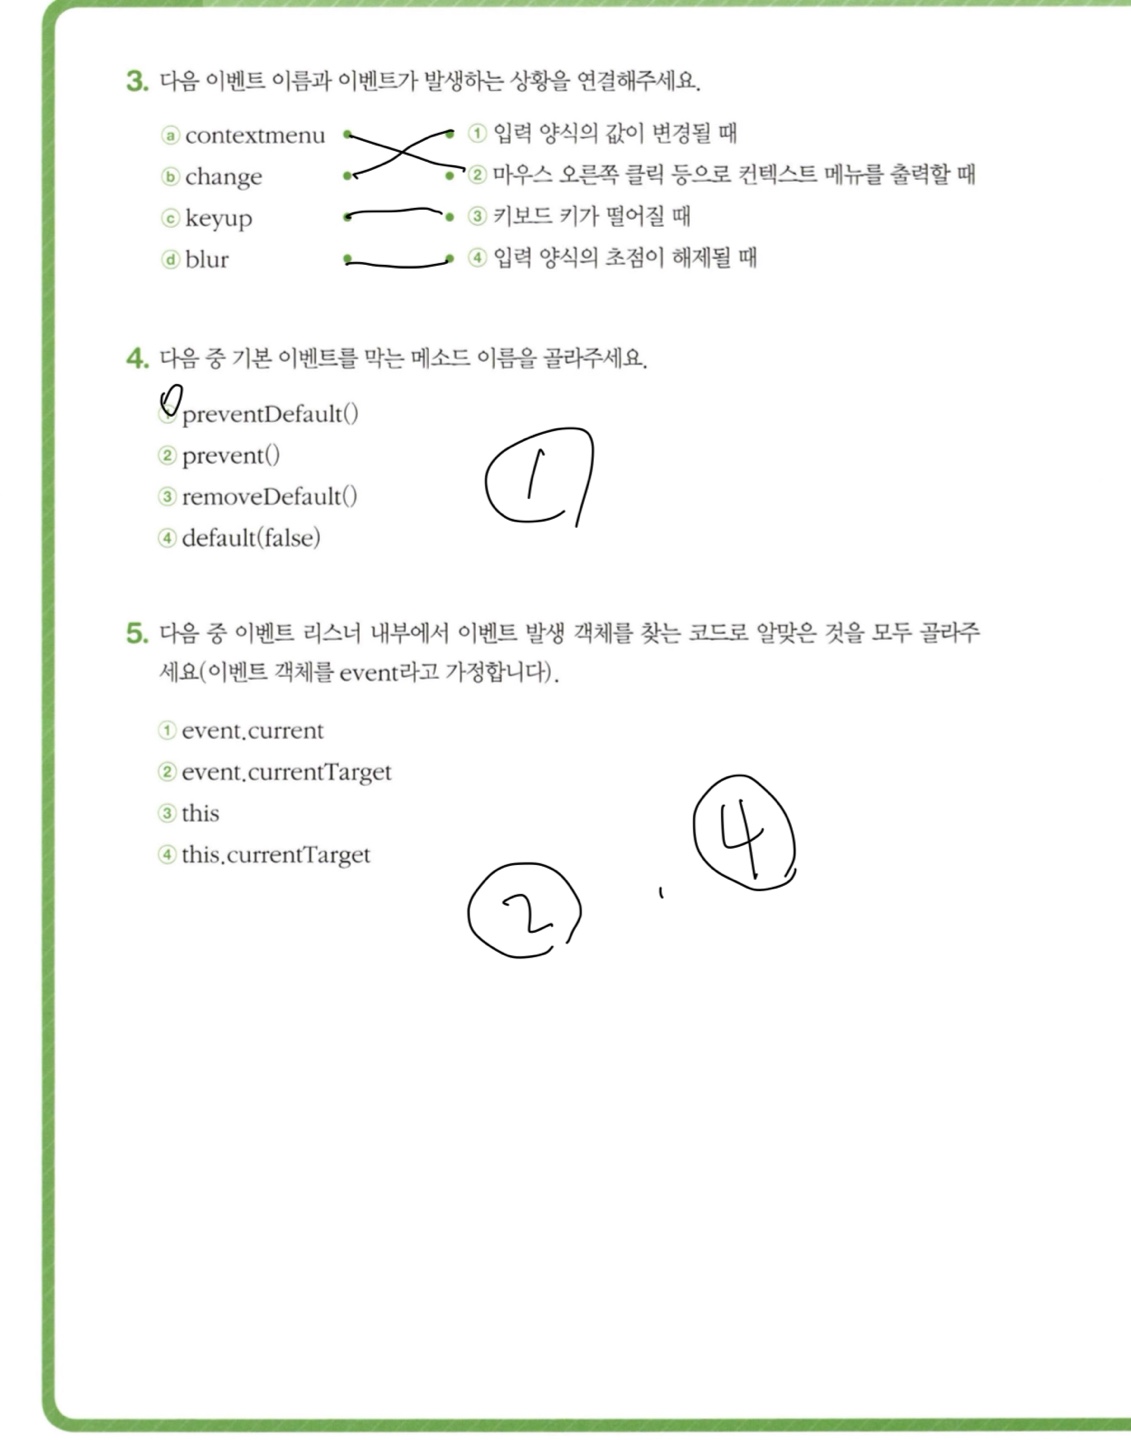 3. 다음 이벤트 이름과 이벤트가 발생하는 상황을 연결해주세요.
ⓐ contextmenu ① 입력 양식의 값이 변경될 때
ⓑ change ② 마우스 오른쪽 클릭 등으로 컨텍스트 메뉴를 출력할 때
ⓒ keyup ③ 키보드 키가 떨어질 때
ⓓ blur ④ 입력 양식의 초점이 해제될 때
4. 다음 중 기본 이벤트를 막는 메소드 이름을 골라주세요.
① preventDefault()
② prevent()
③ removeDefault()
④ default(false)
①
5. 다음 중 이벤트 리스너 내부에서 이벤트 발생 객체를 찾는 코드로 알맞은 것을 모두 골라주
세요(이벤트 객체를 event라고 가정합니다).
① event.current
② event.currentTarget
③ this
④ this.currentTarget
② , ④